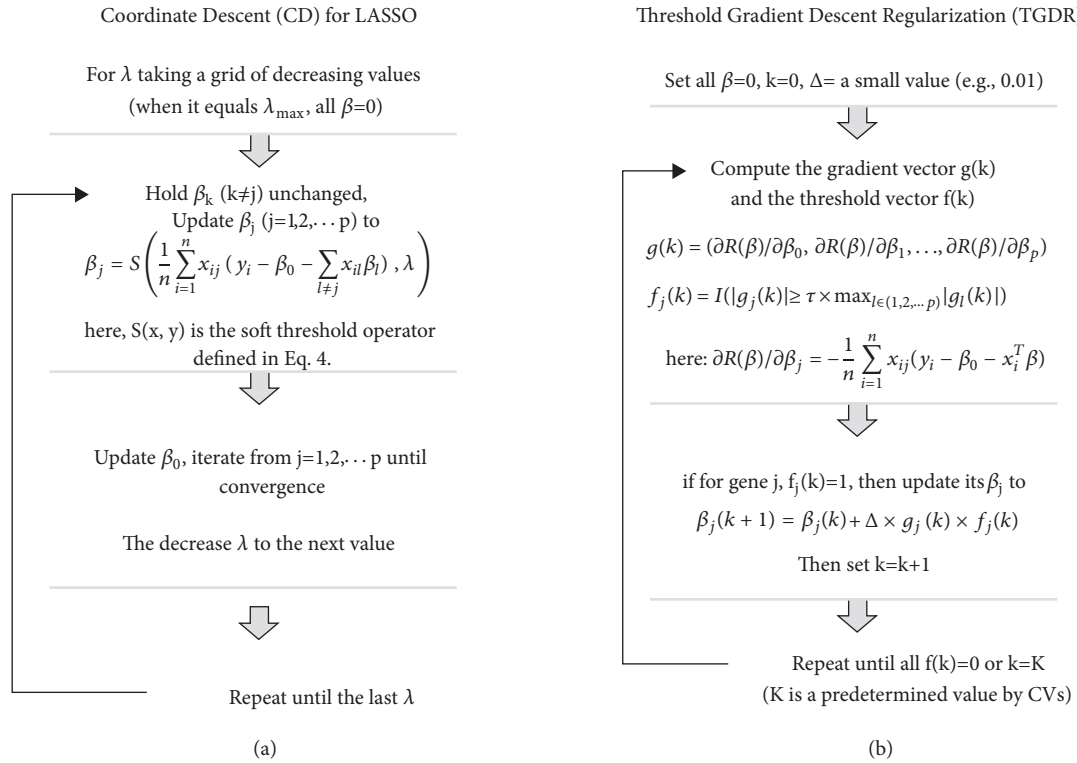 Coordinate Descent (CD) for LASSO
For λ taking a grid of decreasing values
(when it equals λ_max, all β=0)
Hold β_k (k≠j) unchanged,
Update β_j (j=1,2,⋯ p) to
β_j = S( 1/n ∑_{i=1}^{n} x_{ij} ( y_i − β_0 − ∑_{l≠j} x_{il}β_l ) , λ )
here, S(x, y) is the soft threshold operator
defined in Eq. 4.
Update β_0, iterate from j=1,2,⋯ p until
convergence
The decrease λ to the next value
Repeat until the last λ
(a)
Threshold Gradient Descent Regularization (TGDR
Set all β=0, k=0, Δ= a small value (e.g., 0.01)
Compute the gradient vector g(k)
and the threshold vector f(k)
g(k) = (∂R(β)/∂β_0, ∂R(β)/∂β_1, …, ∂R(β)/∂β_p)
f_j(k) = I(|g_j(k)|≥ τ × max_{l∈(1,2,…p)}|g_l(k)|)
here: ∂R(β)/∂β_j = − 1/n ∑_{i=1}^{n} x_{ij}(y_i − β_0 − x_i^T β)
if for gene j, f_j(k)=1, then update its β_j to
β_j(k + 1) = β_j(k) + Δ × g_j (k) × f_j(k)
Then set k=k+1
Repeat until all f(k)=0 or k=K
(K is a predetermined value by CVs)
(b)